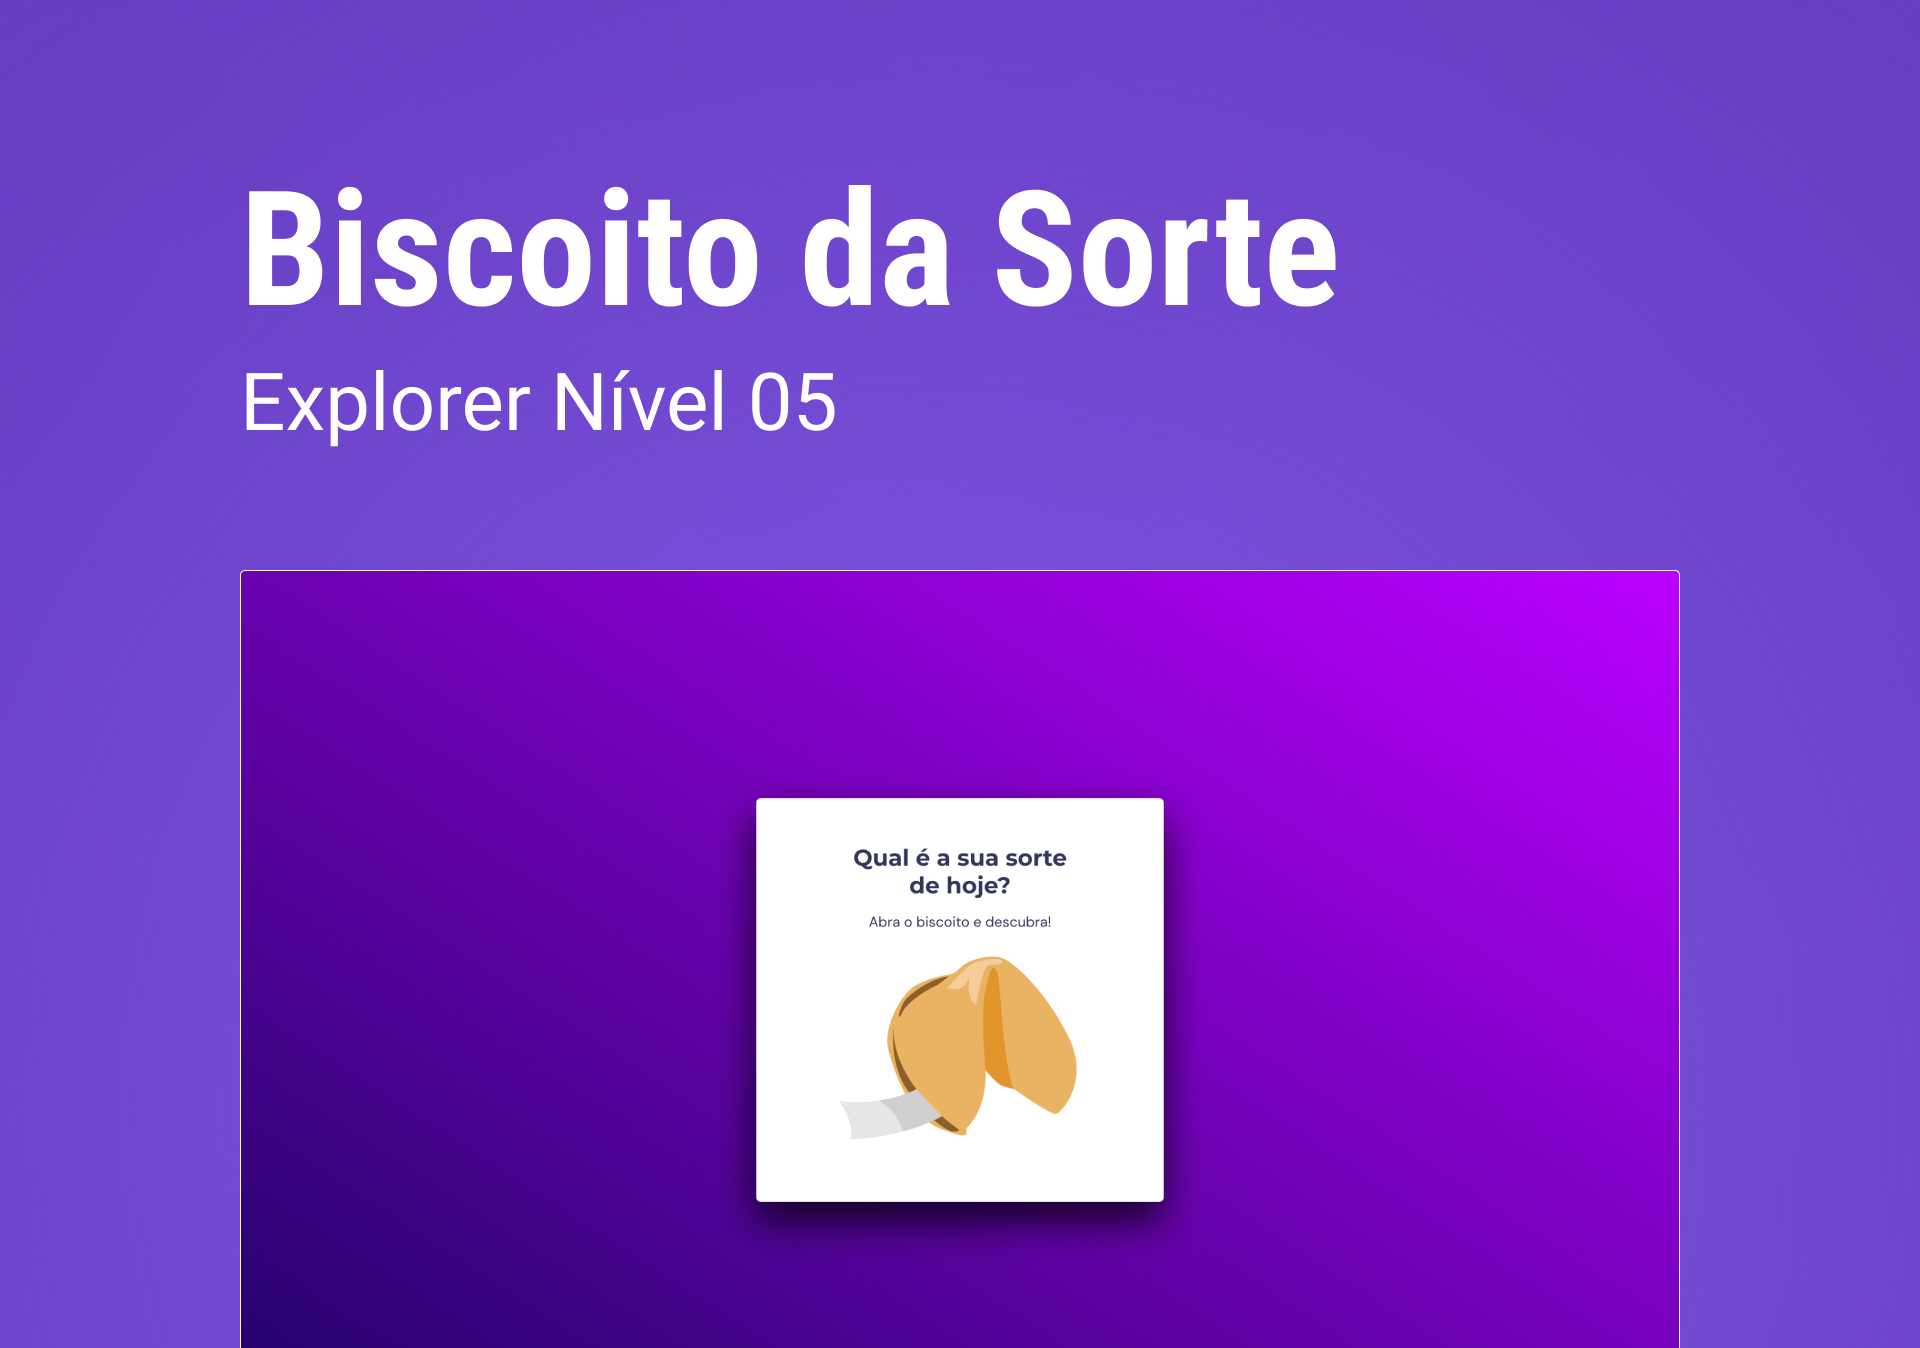 Biscoito da Sorte
Explorer Nível 05
Qual é a sua sorte
de hoje?
Abra o biscoito e descubra!